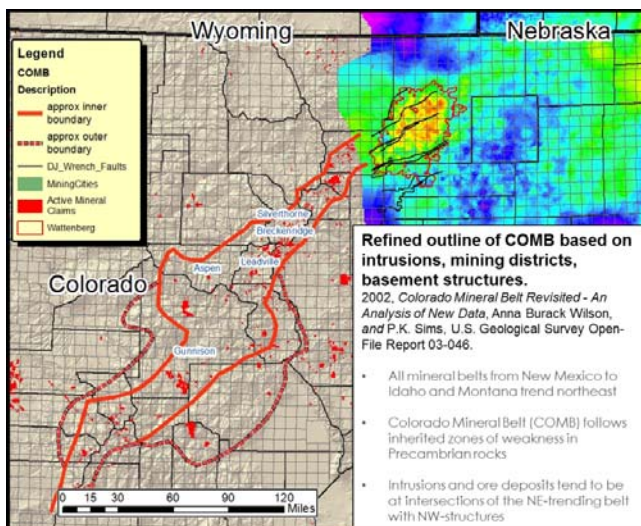 Wyoming
Nebraska
Legend
COMB
Description
approx inner
boundary
approx outer
boundary
DJ_Wrench_Faults
MiningCities
Active Mineral
Claims
Wattenberg
Silverthorne
Breckenridge
Leadville
Aspen
Colorado
Gunnison
0 15 30 60 90 120
Miles
Refined outline of COMB based on
intrusions, mining districts,
basement structures.
2002, Colorado Mineral Belt Revisited - An
Analysis of New Data, Anna Burack Wilson,
and P.K. Sims, U.S. Geological Survey Open-
File Report 03-046.
• All mineral belts from New Mexico to
Idaho and Montana trend northeast
• Colorado Mineral Belt (COMB) follows
inherited zones of weakness in
Precambrian rocks
• Intrusions and ore deposits tend to be
at intersections of the NE-trending belt
with NW-structures